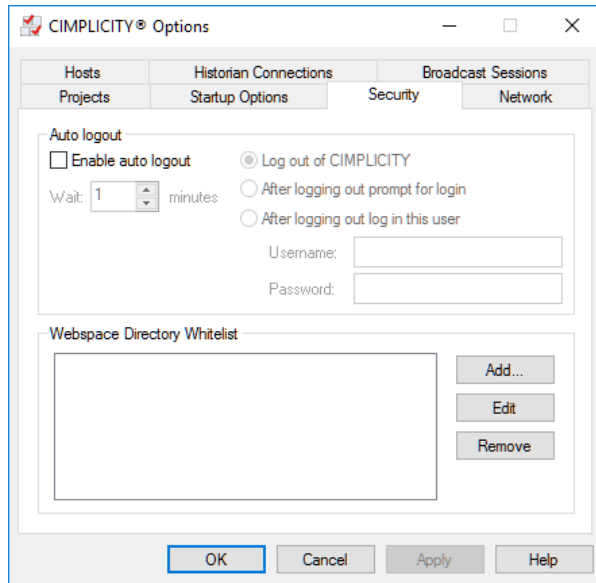 CIMPLICITY® Options
Hosts Historian Connections Broadcast Sessions
Projects Startup Options Security Network
Auto logout
Enable auto logout Log out of CIMPLICITY
Wait: 1 minutes After logging out prompt for login
After logging out log in this user
Username:
Password:
Webspace Directory Whitelist
Add...
Edit
Remove
OK Cancel Apply Help